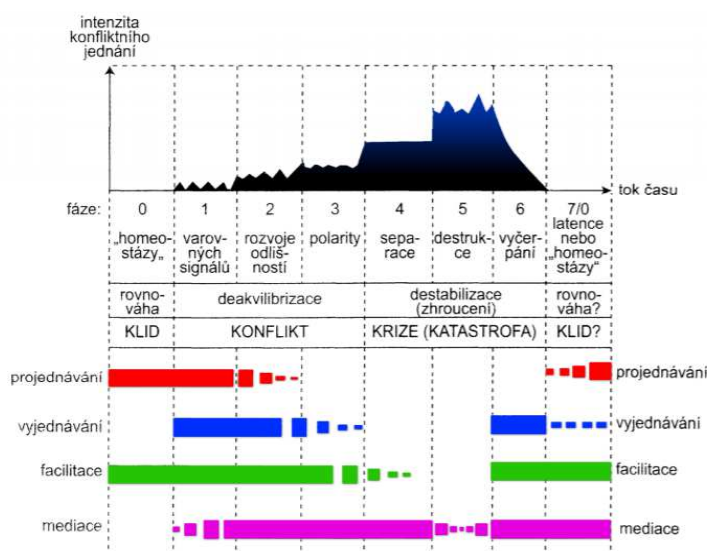 intenzita
konfliktního
jednání
tok času
fáze: 0 1 2 3 4 5 6 7/0
„homeo-
stázy„
varov-
ných
signálů
rozvoje
odliš-
ností
polarity
sepa-
race
destruk-
ce
vyčer-
pání
latence
nebo
„homeo-
stázy“
rovno-
váha
deakvilibrizace
destabilizace
(zhroucení)
rovno-
váha?
KLID KONFLIKT KRIZE (KATASTROFA) KLID?
projednávání projednávání
vyjednávání vyjednávání
facilitace facilitace
mediace mediace